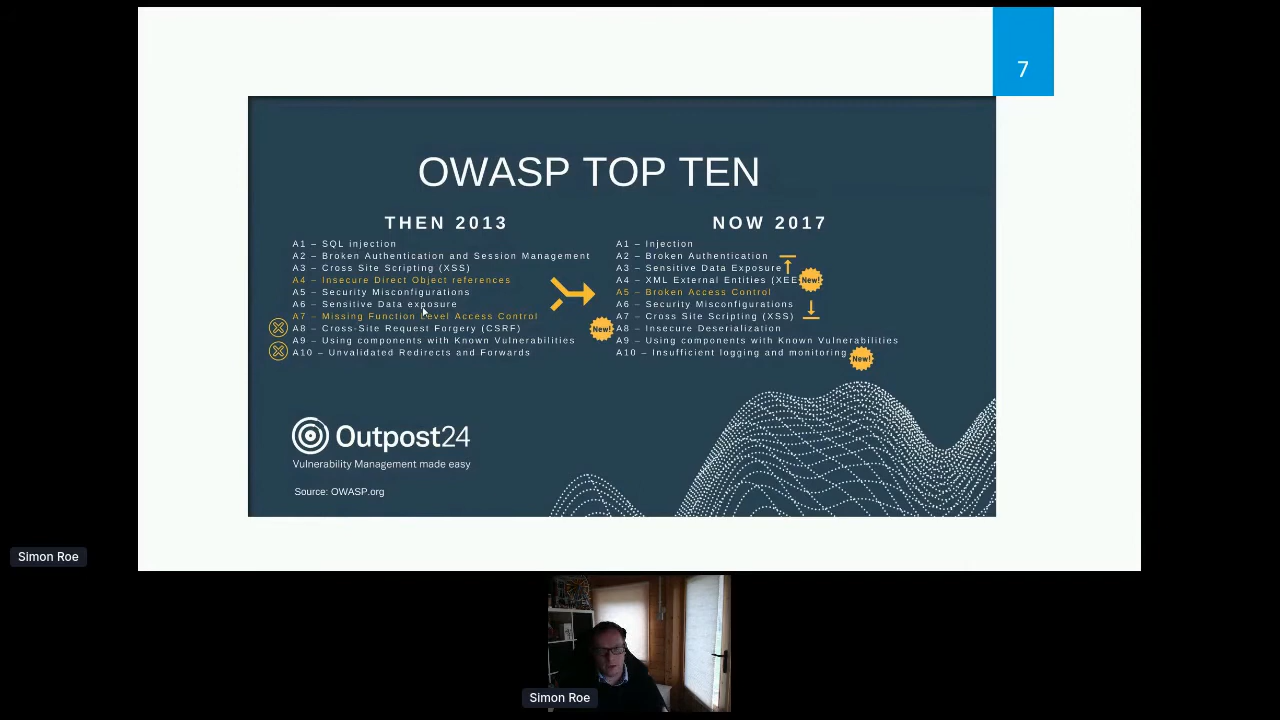 7
OWASP TOP TEN
THEN 2013
A1 – SQL injection
A2 – Broken Authentication and Session Management
A3 – Cross Site Scripting (XSS)
A4 – Insecure Direct Object references
A5 – Security Misconfigurations
A6 – Sensitive Data exposure
A7 – Missing Function Level Access Control
A8 – Cross-Site Request Forgery (CSRF)
A9 – Using components with Known Vulnerabilities
A10 – Unvalidated Redirects and Forwards
NOW 2017
A1 – Injection
A2 – Broken Authentication
A3 – Sensitive Data Exposure
A4 – XML External Entities (XEE
New!
A5 – Broken Access Control
A6 – Security Misconfigurations
A7 – Cross Site Scripting (XSS)
New!
A8 – Insecure Deserialization
A9 – Using components with Known Vulnerabilities
A10 – Insufficient logging and monitoring
New!
Outpost24
Vulnerability Management made easy
Source: OWASP.org
Simon Roe
Simon Roe